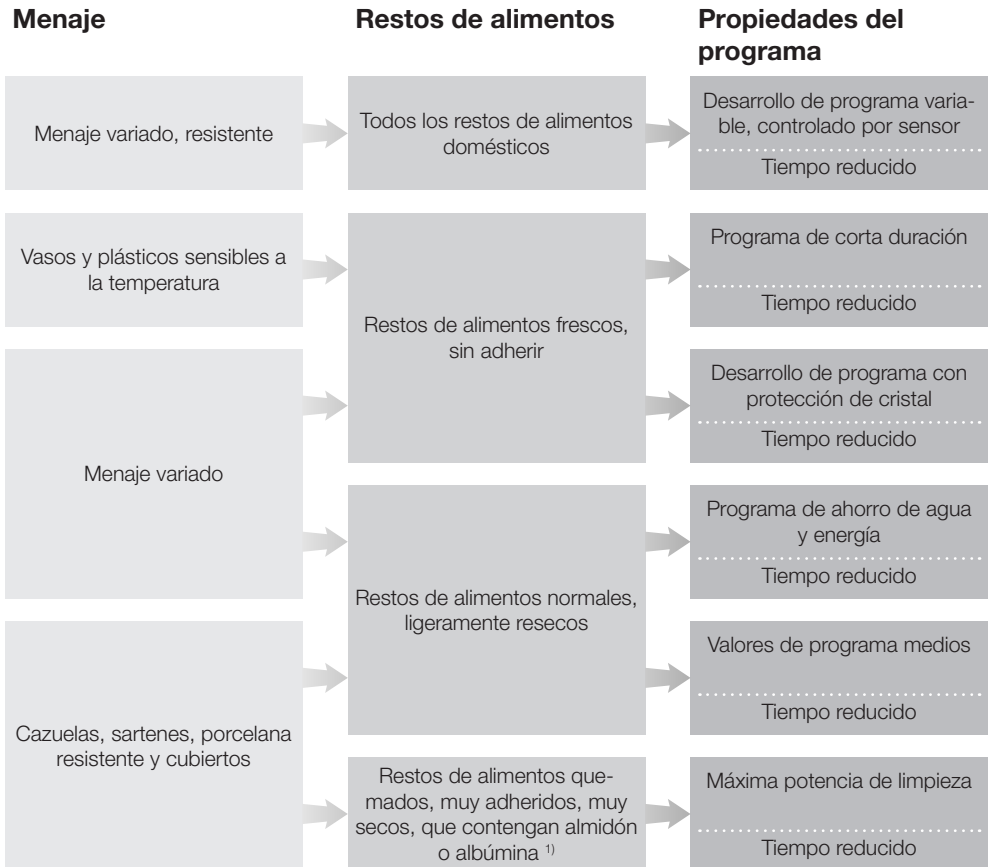 Menaje
Restos de alimentos
Propiedades del
programa
Menaje variado, resistente
Todos los restos de alimentos
domésticos
Desarrollo de programa varia-
ble, controlado por sensor
Tiempo reducido
Vasos y plásticos sensibles a
la temperatura
Restos de alimentos frescos,
sin adherir
Programa de corta duración
Tiempo reducido
Menaje variado
Desarrollo de programa con
protección de cristal
Tiempo reducido
Restos de alimentos normales,
ligeramente resecos
Programa de ahorro de agua
y energía
Tiempo reducido
Cazuelas, sartenes, porcelana
resistente y cubiertos
Valores de programa medios
Tiempo reducido
Restos de alimentos que-
mados, muy adheridos, muy
secos, que contengan almidón
o albúmina 1)
Máxima potencia de limpieza
Tiempo reducido